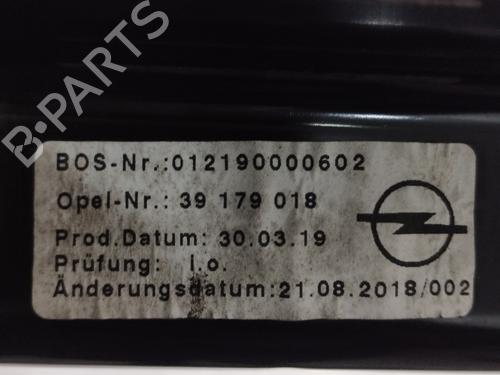 B-PARTS
BOS-Nr.:012190000602
Opel-Nr.: 39 179 018
Prod.Datum: 30.03.19
Prüfung: i.o.
Änderungsdatum:21.08.2018/002